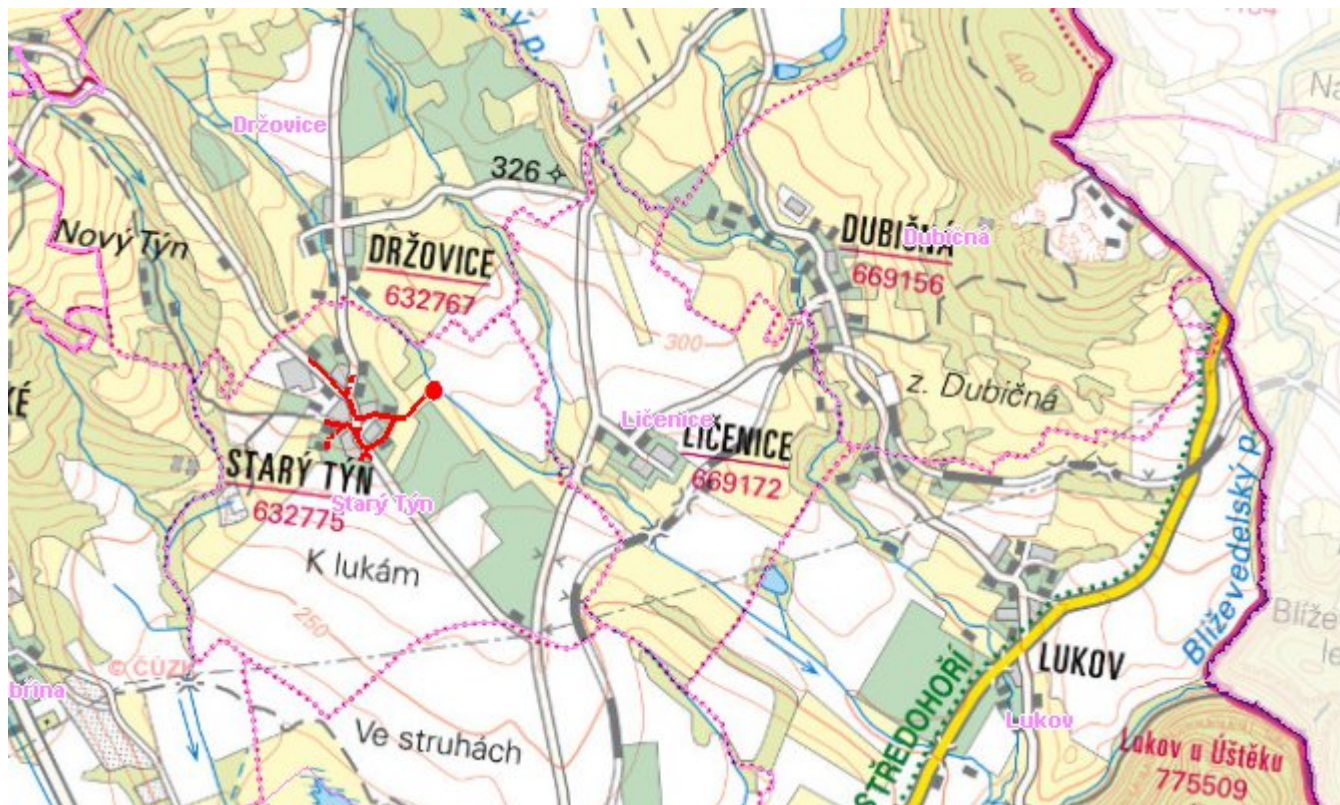 Držovice
326
440
Nový Týn
DRŽOVICE
632767
DUBIČNÁ
Dubičná
669156
300
z. Dubičná
Ličenice
LIČENICE
669172
STARÝ TÝN
Starý Týn
632775
K lukám
250
© ČÚZK
Ve struhách
LUKOV
Lukov
Blíževedelský p.
STŘEDOHOŘÍ
Lukov u Úštěku
775509